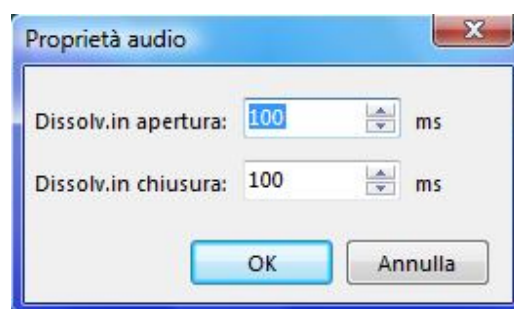 Proprietà audio
Dissolv.in apertura: 100 ms
Dissolv.in chiusura: 100 ms
OK Annulla